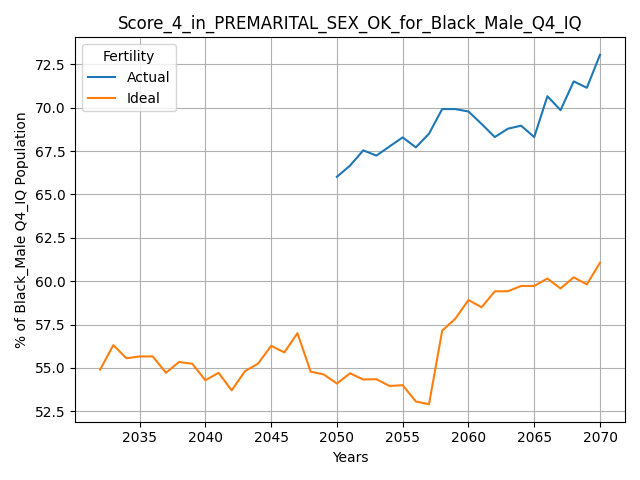 Score_4_in_PREMARITAL_SEX_OK_for_Black_Male_Q4_IQ
Fertility
Actual
Ideal
% of Black_Male Q4_IQ Population
72.5
70.0
67.5
65.0
62.5
60.0
57.5
55.0
52.5
2035 2040 2045 2050 2055 2060 2065 2070
Years